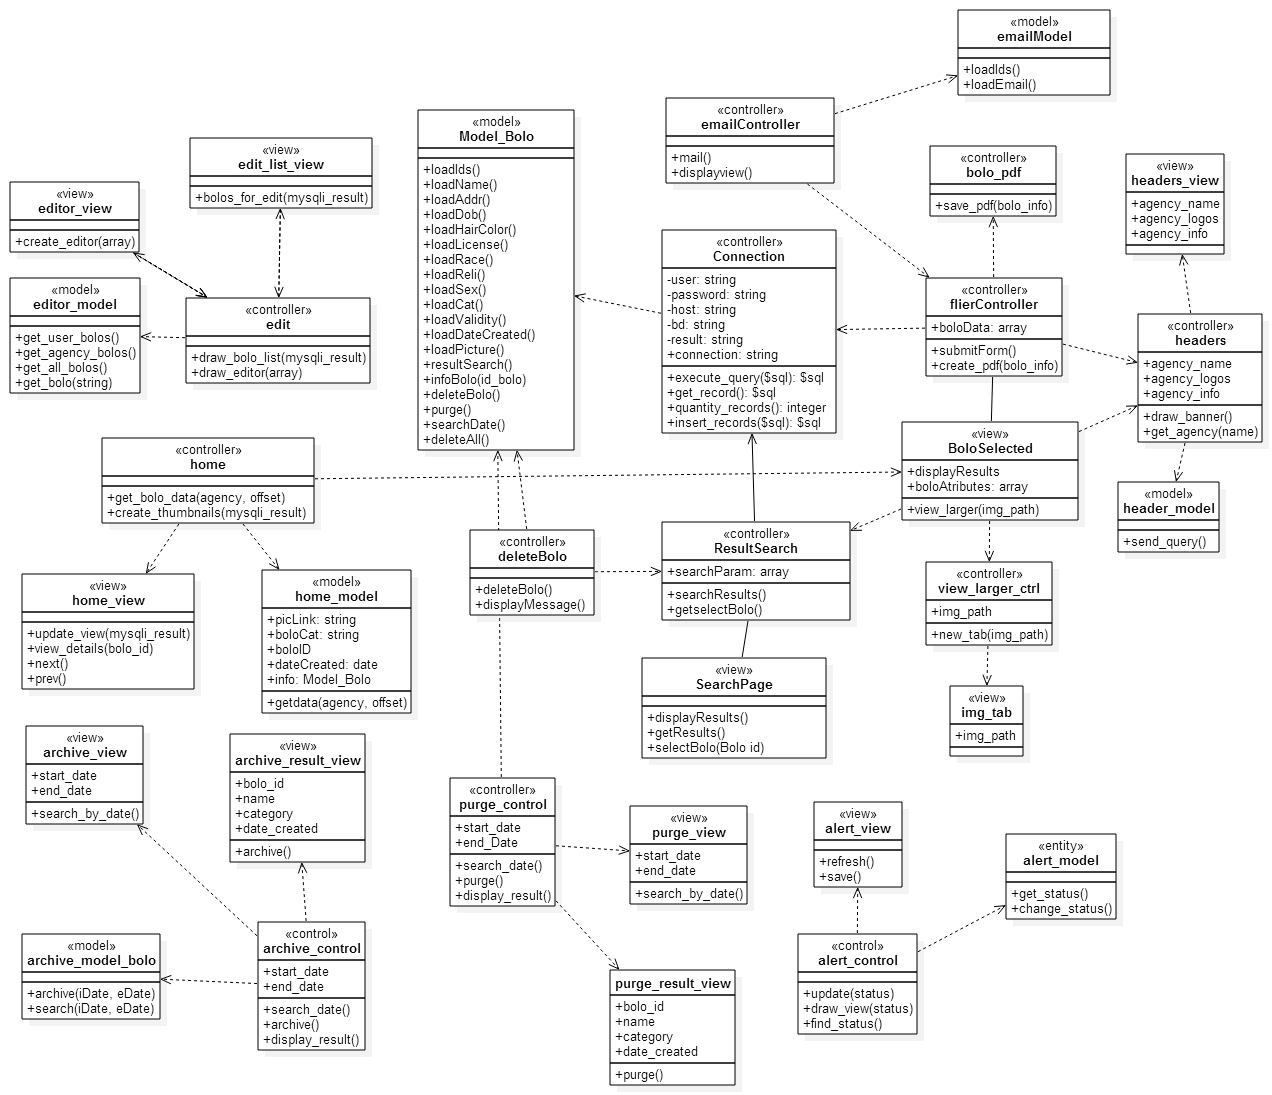 «model»
emailModel
+loadIds()
+loadEmail()
«controller»
emailController
+mail()
+displayview()
«model»
Model_Bolo
+loadIds()
+loadName()
+loadAddr()
+loadDob()
+loadHairColor()
+loadLicense()
+loadRace()
+loadReli()
+loadSex()
+loadCat()
+loadValidity()
+loadDateCreated()
+loadPicture()
+resultSearch()
+infoBolo(id_bolo)
+deleteBolo()
+purge()
+searchDate()
+deleteAll()
«view»
edit_list_view
+bolos_for_edit(mysqli_result)
«view»
editor_view
+create_editor(array)
«model»
editor_model
+get_user_bolos()
+get_agency_bolos()
+get_all_bolos()
+get_bolo(string)
«controller»
edit
+draw_bolo_list(mysqli_result)
+draw_editor(array)
«controller»
Connection
-user: string
-password: string
-host: string
-bd: string
-result: string
+connection: string
+execute_query($sql): $sql
+get_record(): $sql
+quantity_records(): integer
+insert_records($sql): $sql
«controller»
bolo_pdf
+save_pdf(bolo_info)
«view»
headers_view
+agency_name
+agency_logos
+agency_info
«controller»
flierController
+boloData: array
+submitForm()
+create_pdf(bolo_info)
«controller»
headers
+agency_name
+agency_logos
+agency_info
+draw_banner()
+get_agency(name)
«view»
BoloSelected
+displayResults
+boloAtributes: array
+view_larger(img_path)
«model»
header_model
+send_query()
«controller»
home
+get_bolo_data(agency, offset)
+create_thumbnails(mysqli_result)
«view»
home_view
+update_view(mysqli_result)
+view_details(bolo_id)
+next()
+prev()
«model»
home_model
+picLink: string
+boloCat: string
+boloID
+dateCreated: date
+info: Model_Bolo
+getdata(agency, offset)
«controller»
deleteBolo
+deleteBolo()
+displayMessage()
«controller»
ResultSearch
+searchParam: array
+searchResults()
+getselectBolo()
«controller»
view_larger_ctrl
+img_path
+new_tab(img_path)
«view»
SearchPage
+displayResults()
+getResults()
+selectBolo(Bolo id)
«view»
img_tab
+img_path
«view»
archive_view
+start_date
+end_date
+search_by_date()
«view»
archive_result_view
+bolo_id
+name
+category
+date_created
+archive()
«controller»
purge_control
+start_date
+end_Date
+search_date()
+purge()
+display_result()
«view»
purge_view
+start_date
+end_date
+search_by_date()
«view»
alert_view
+refresh()
+save()
«entity»
alert_model
+get_status()
+change_status()
«model»
archive_model_bolo
+archive(iDate, eDate)
+search(iDate, eDate)
«control»
archive_control
+start_date
+end_date
+search_date()
+archive()
+display_result()
purge_result_view
+bolo_id
+name
+category
+date_created
+purge()
«control»
alert_control
+update(status)
+draw_view(status)
+find_status()